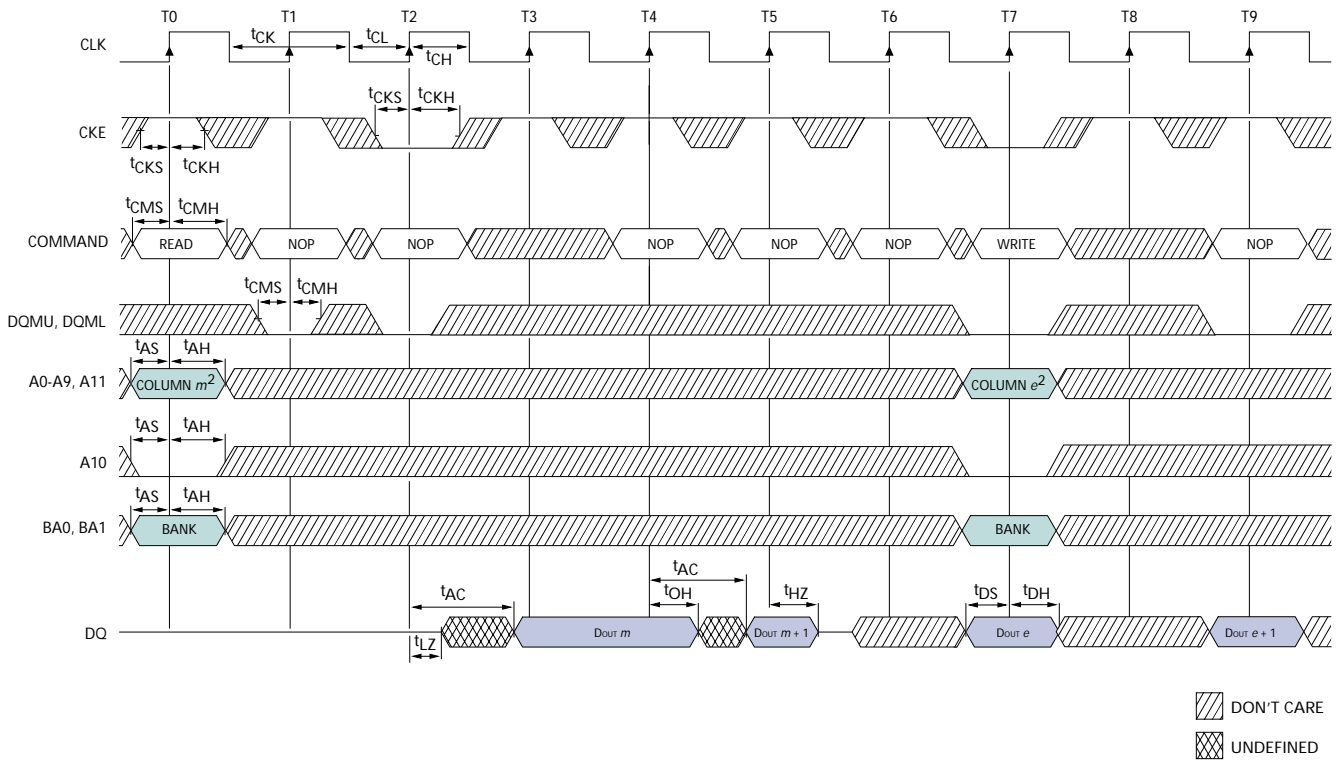 T0 T1 T2 T3 T4 T5 T6 T7 T8 T9
CLK
tCK tCL
tCH
tCKS tCKH
CKE
tCKS tCKH
tCMS tCMH
COMMAND READ NOP NOP NOP NOP NOP WRITE NOP
tCMS tCMH
DQMU, DQML
tAS tAH
A0-A9, A11 COLUMN m2 COLUMN e2
tAS tAH
A10
tAS tAH
BA0, BA1 BANK BANK
tAC tAC
tOH tHZ tDS tDH
DQ DOUT m DOUT m + 1 DOUT e DOUT e + 1
tLZ
DON'T CARE
UNDEFINED